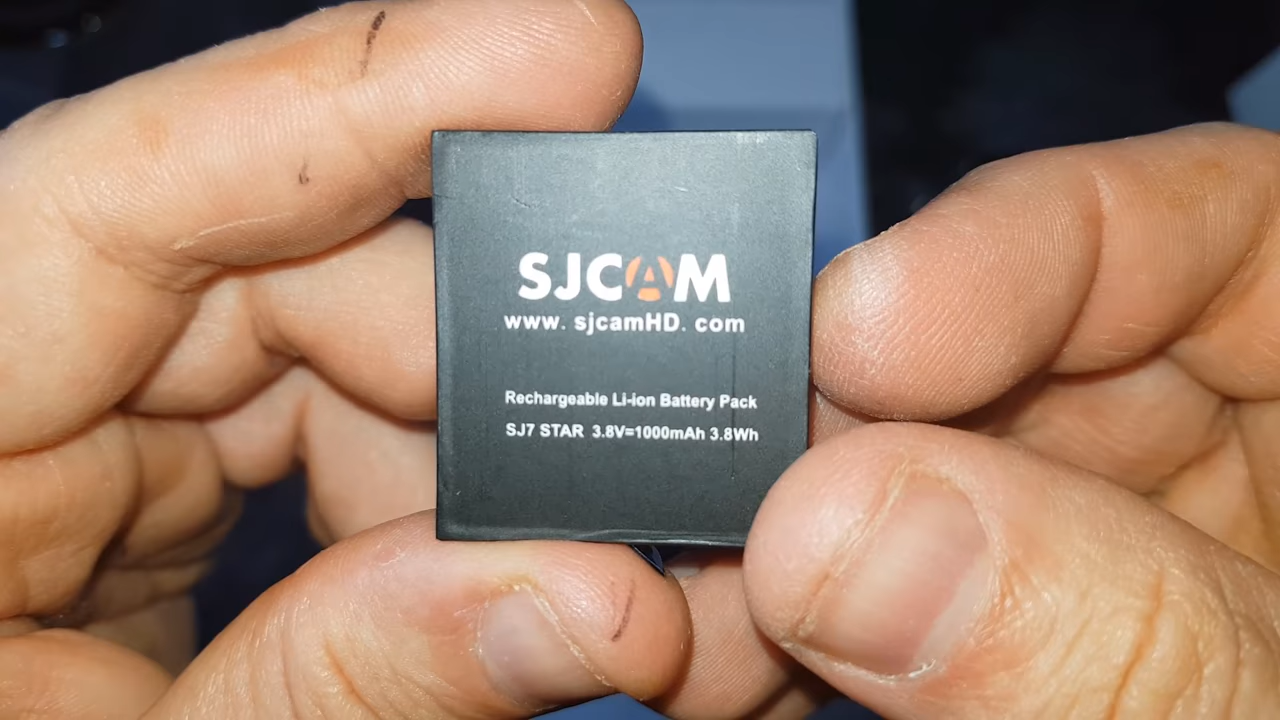 SJCAM
www. sjcamHD. com
Rechargeable Li-ion Battery Pack
SJ7 STAR 3.8V=1000mAh 3.8Wh